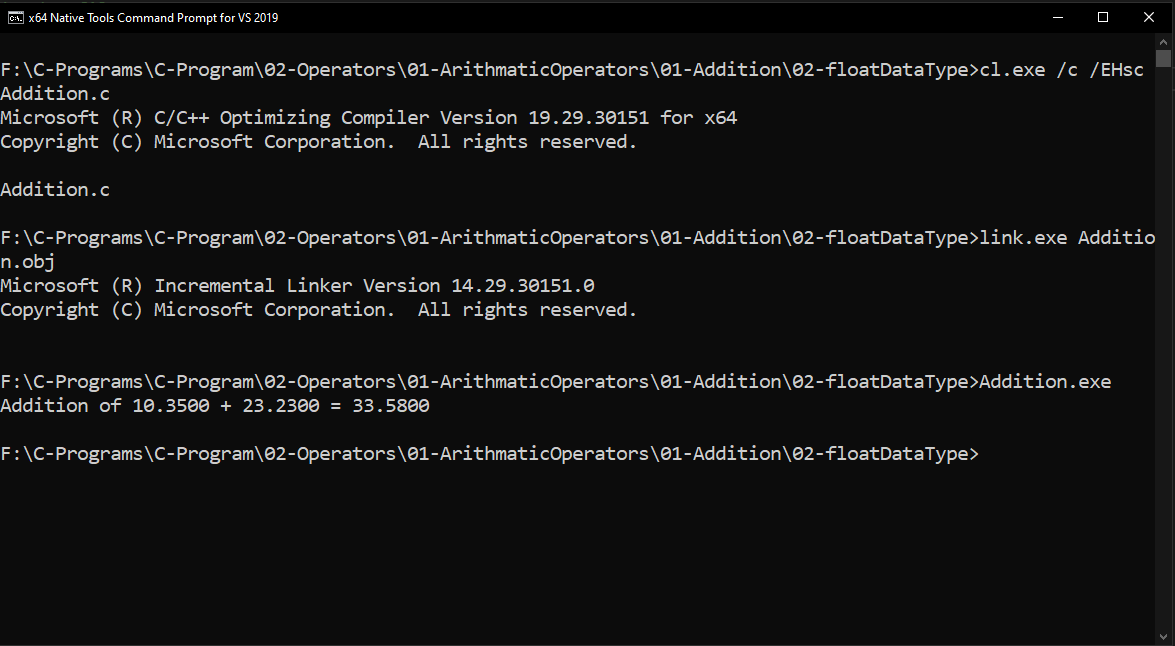 x64 Native Tools Command Prompt for VS 2019
F:\C-Programs\C-Program\02-Operators\01-ArithmaticOperators\01-Addition\02-floatDataType>cl.exe /c /EHsc
Addition.c
Microsoft (R) C/C++ Optimizing Compiler Version 19.29.30151 for x64
Copyright (C) Microsoft Corporation.  All rights reserved.
Addition.c
F:\C-Programs\C-Program\02-Operators\01-ArithmaticOperators\01-Addition\02-floatDataType>link.exe Additio
n.obj
Microsoft (R) Incremental Linker Version 14.29.30151.0
Copyright (C) Microsoft Corporation.  All rights reserved.
F:\C-Programs\C-Program\02-Operators\01-ArithmaticOperators\01-Addition\02-floatDataType>Addition.exe
Addition of 10.3500 + 23.2300 = 33.5800
F:\C-Programs\C-Program\02-Operators\01-ArithmaticOperators\01-Addition\02-floatDataType>